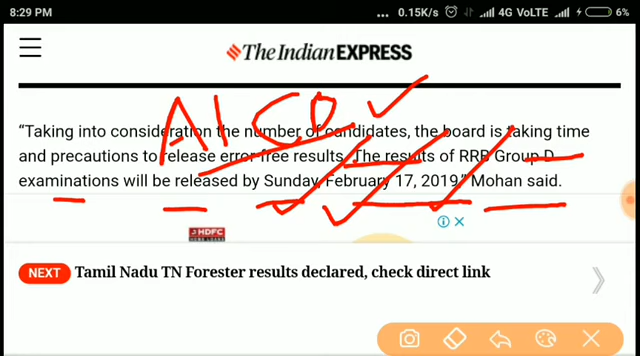 8:29 PM ... 0.15K/s 4G VoLTE 6%
The Indian EXPRESS
“Taking into consideration the number of candidates, the board is taking time
and precautions to release error-free results. The results of RRB Group D
examinations will be released by Sunday, February 17, 2019,” Mohan said.
HDFC
NEXT Tamil Nadu TN Forester results declared, check direct link